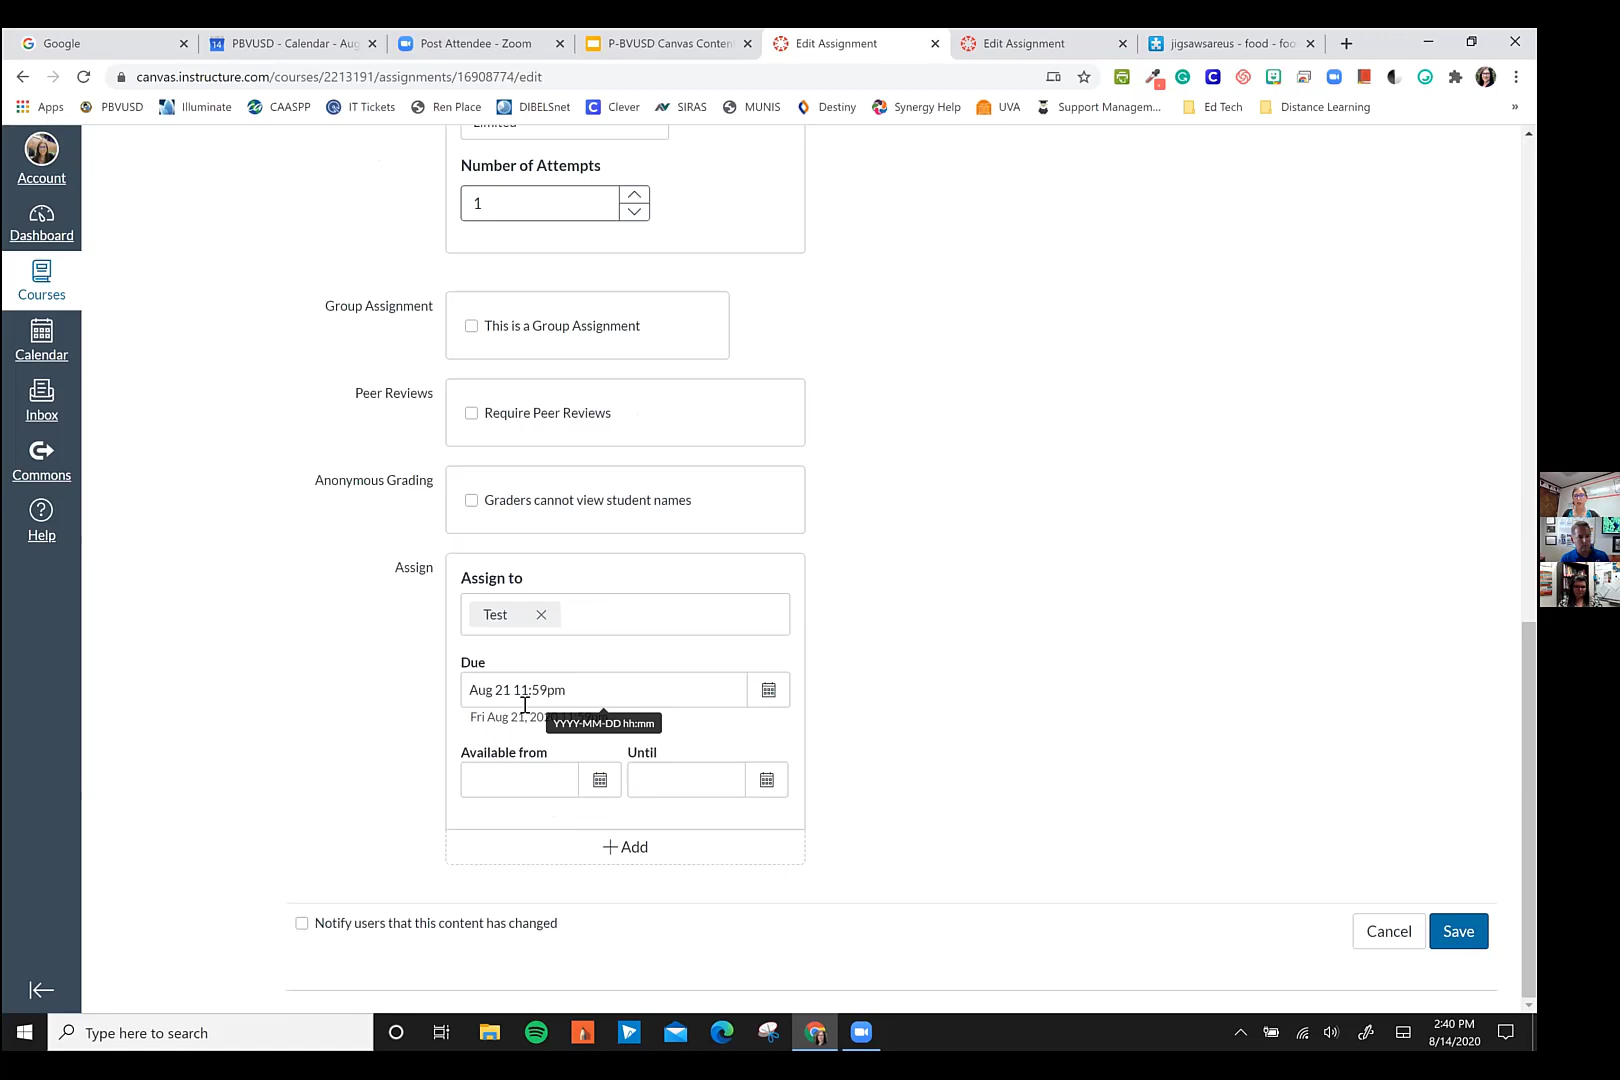 Google
PBVUSD - Calendar - Aug
Post Attendee - Zoom
P-BVUSD Canvas Conten
Edit Assignment
Edit Assignment
jigsawsareus - food - foo
canvas.instructure.com/courses/2213191/assignments/16908774/edit
Apps
PBVUSD
Illuminate
CAASPP
IT Tickets
Ren Place
DIBELSnet
Clever
SIRAS
MUNIS
Destiny
Synergy Help
UVA
Support Managem...
Ed Tech
Distance Learning
»
Account
Dashboard
Courses
Calendar
Inbox
Commons
Help
Limited
Number of Attempts
1
Group Assignment
This is a Group Assignment
Peer Reviews
Require Peer Reviews
Anonymous Grading
Graders cannot view student names
Assign
Assign to
Test
Due
Aug 21 11:59pm
Fri Aug 21, 20
YYYY-MM-DD hh:mm
Available from
Until
+ Add
Notify users that this content has changed
Cancel
Save
Type here to search
2:40 PM
8/14/2020